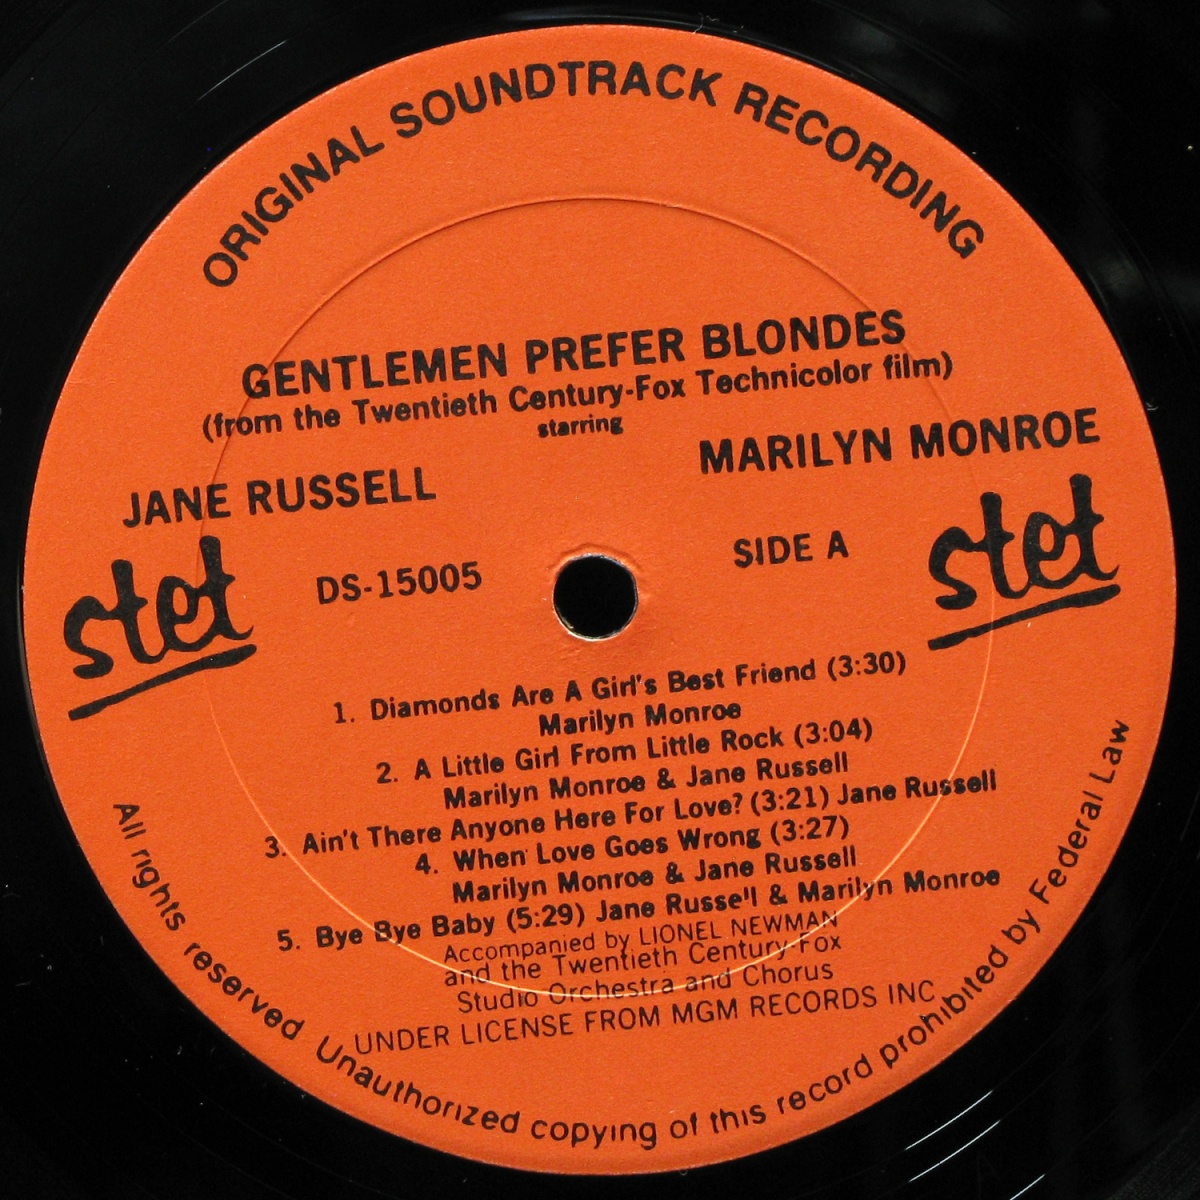 ORIGINAL SOUNDTRACK RECORDING
GENTLEMEN PREFER BLONDES
(from the Twentieth Century-Fox Technicolor film)
starring
JANE RUSSELL
MARILYN MONROE
stet
DS-15005
SIDE A
stet
1. Diamonds Are A Girl's Best Friend (3:30)
Marilyn Monroe
2. A Little Girl From Little Rock (3:04)
Marilyn Monroe & Jane Russell
3. Ain't There Anyone Here For Love? (3:21) Jane Russell
4. When Love Goes Wrong (3:27)
Marilyn Monroe & Jane Russell
5. Bye Bye Baby (5:29) Jane Russell & Marilyn Monroe
Accompanied by LIONEL NEWMAN
and the Twentieth Century-Fox
Studio Orchestra and Chorus
UNDER LICENSE FROM MGM RECORDS INC.
All rights reserved Unauthorized copying of this record prohibited by Federal Law